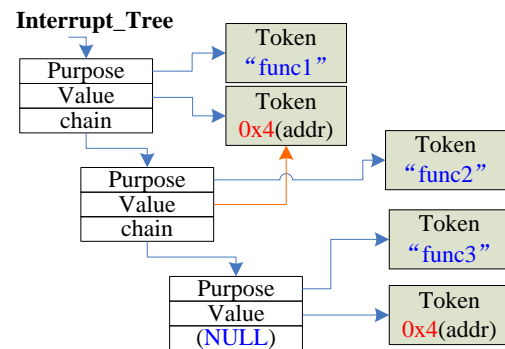 Interrupt_Tree
Purpose
Value
chain
Token
“func1”
Token
0x4(addr)
Purpose
Value
chain
Token
“func2”
Token
“func3”
Purpose
Value
(NULL)
Token
0x4(addr)